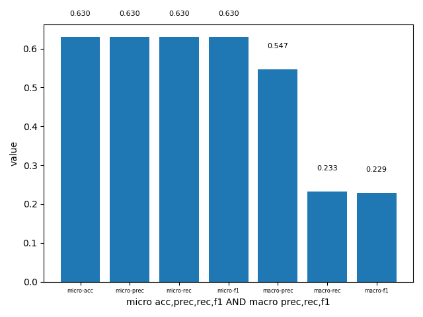 0.630 0.630 0.630 0.630
0.547
0.233 0.229
0.6
0.5
0.4
0.3
0.2
0.1
0.0
value
micro-acc micro-prec micro-rec micro-f1 macro-prec macro-rec macro-f1
micro acc,prec,rec,f1 AND macro prec,rec,f1